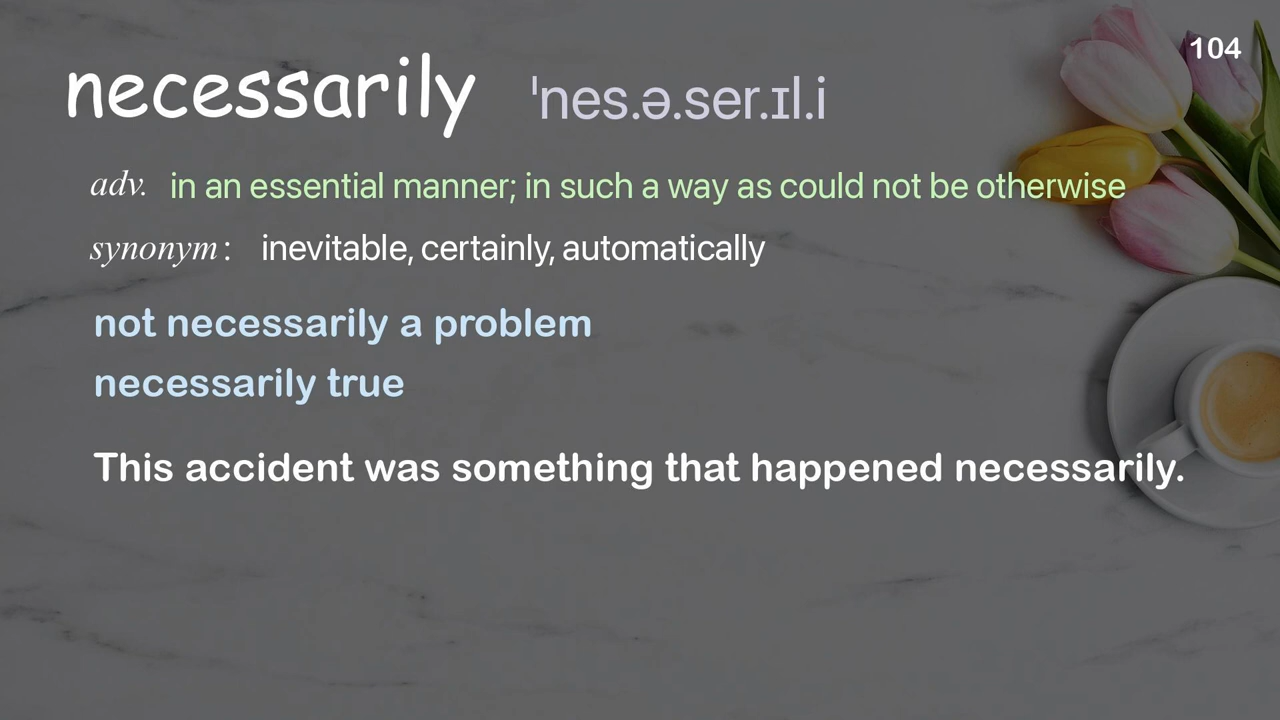 104
necessarily ˈnes.ə.ser.ɪl.i
adv. in an essential manner; in such a way as could not be otherwise
synonym: inevitable, certainly, automatically
not necessarily a problem
necessarily true
This accident was something that happened necessarily.